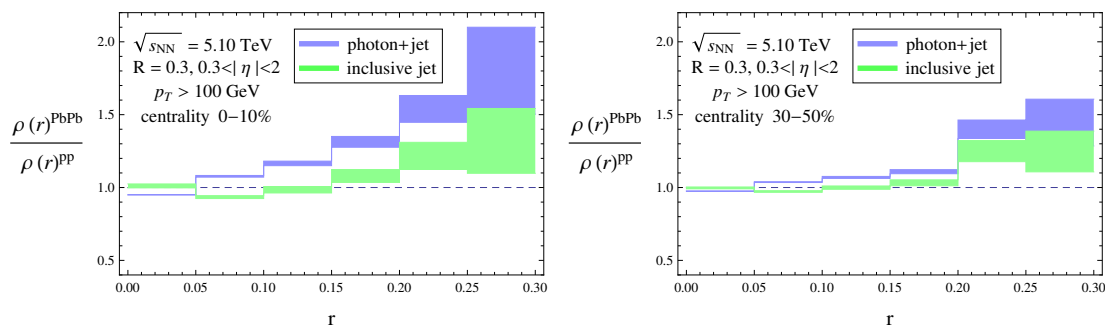 ρ (r)^PbPb
ρ (r)^pp
2.0
1.5
1.0
0.5
√s_NN = 5.10 TeV
R = 0.3, 0.3<| η |<2
p_T > 100 GeV
centrality 0−10%
photon+jet
inclusive jet
0.00 0.05 0.10 0.15 0.20 0.25 0.30
r
ρ (r)^PbPb
ρ (r)^pp
2.0
1.5
1.0
0.5
√s_NN = 5.10 TeV
R = 0.3, 0.3<| η |<2
p_T > 100 GeV
centrality 30−50%
photon+jet
inclusive jet
0.00 0.05 0.10 0.15 0.20 0.25 0.30
r